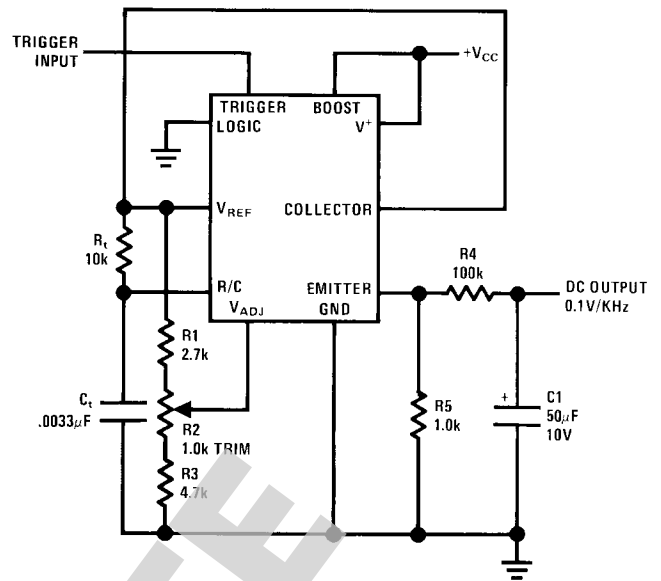 TRIGGER
INPUT
+VCC
TRIGGER
BOOST
LOGIC
V+
VREF
COLLECTOR
Rt
10k
R4
100k
R/C
EMITTER
DC OUTPUT
0.1V/KHz
VADJ
GND
R1
2.7k
Ct
.0033µF
R2
1.0k TRIM
R5
1.0k
+
C1
50µF
10V
R3
4.7k